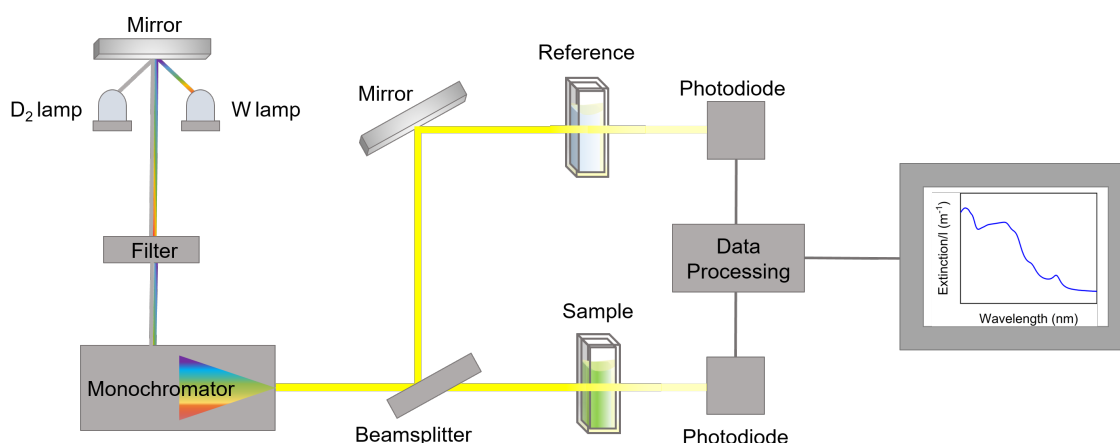 Mirror
D₂ lamp
W lamp
Filter
Monochromator
Mirror
Beamsplitter
Reference
Sample
Photodiode
Data
Processing
Photodiode
Extinction/l (m⁻¹)
Wavelength (nm)